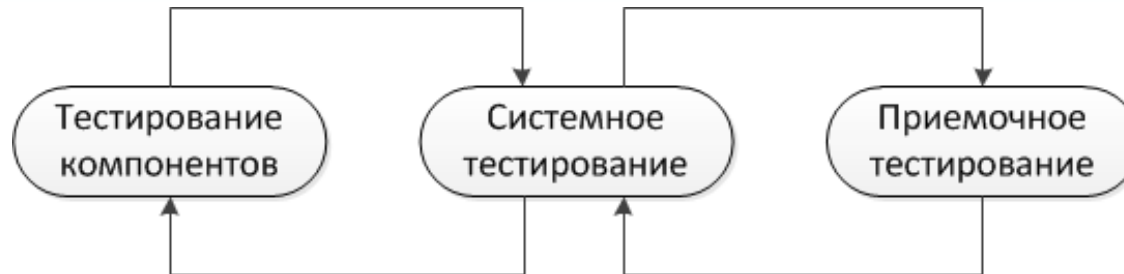 Тестирование
компонентов
Системное
тестирование
Приемочное
тестирование